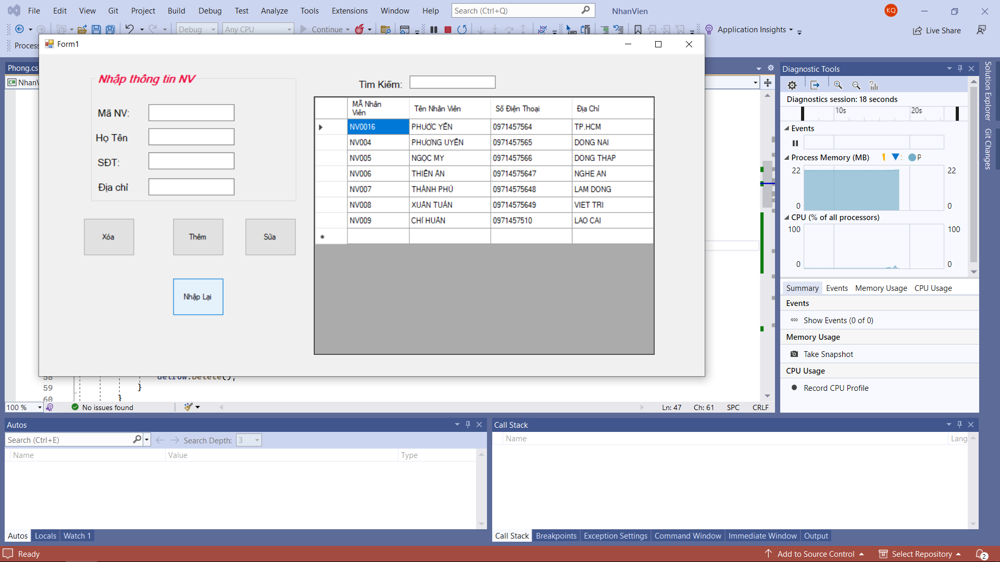 File Edit View Git Project Build Debug Test Analyze Tools Extensions Window Help Search (Ctrl+Q) NhanVien KQ
Debug Any CPU Continue Application Insights Live Share
Process
Form1
Phong.cs
NhanV
Nhập thông tin NV
Mã NV:
Họ Tên
SĐT:
Địa chỉ
Xóa Thêm Sửa
Nhập Lại
Tìm Kiếm:
MÃ Nhân Viên Tên Nhân Viên Số Điện Thoại Địa Chỉ
NV0016 PHƯỚC YẾN 0971457564 TP.HCM
NV004 PHƯƠNG UYÊN 0971457565 DONG NAI
NV005 NGỌC MY 0971457566 DONG THAP
NV006 THIÊN ÂN 09714575647 NGHE AN
NV007 THÀNH PHÚ 09714575648 LAM DONG
NV008 XUÂN TUẤN 09714575649 VIET TRI
NV009 CHÍ HUÂN 0971457510 LAO CAI
58 delrow.Delete();
59 }
60 }
100 % No issues found Ln: 47 Ch: 61 SPC CRLF
Diagnostic Tools
Diagnostics session: 18 seconds
10s 20s
Events
Process Memory (MB) P
22 22
0 0
CPU (% of all processors)
100 100
0 0
Summary Events Memory Usage CPU Usage
Events
Show Events (0 of 0)
Memory Usage
Take Snapshot
CPU Usage
Record CPU Profile
Solution Explorer
Git Changes
Autos
Search (Ctrl+E) Search Depth: 3
Name Value Type
Autos Locals Watch 1
Call Stack
Name Lang
Call Stack Breakpoints Exception Settings Command Window Immediate Window Output
Ready Add to Source Control Select Repository 2